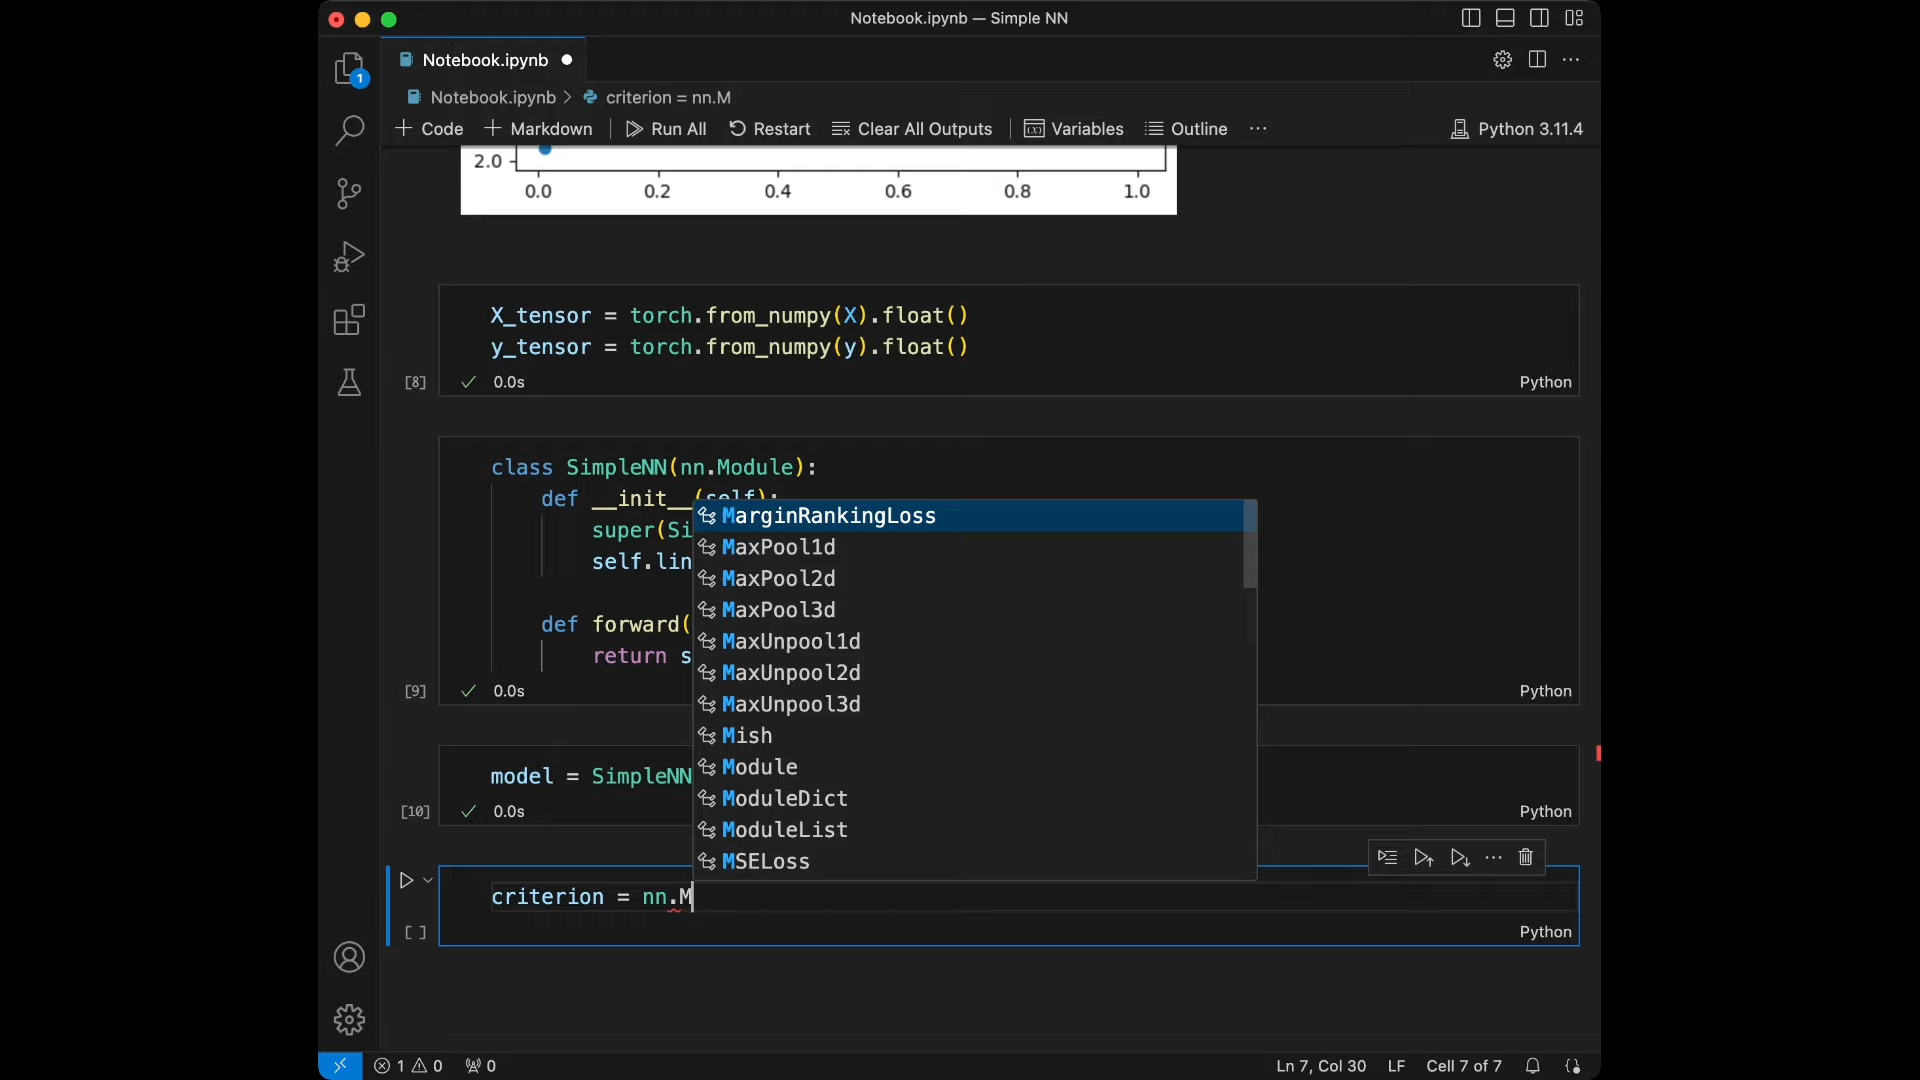 Notebook.ipynb — Simple NN
1
Notebook.ipynb
Notebook.ipynb > criterion = nn.M
Code Markdown Run All Restart Clear All Outputs Variables Outline ··· Python 3.11.4
2.0
0.0 0.2 0.4 0.6 0.8 1.0
X_tensor = torch.from_numpy(X).float()
y_tensor = torch.from_numpy(y).float()
[8] 0.0s Python
class SimpleNN(nn.Module):
def __init__(self):
super(Si
self.lin
def forward(
return s
[9] 0.0s Python
MarginRankingLoss
MaxPool1d
MaxPool2d
MaxPool3d
MaxUnpool1d
MaxUnpool2d
MaxUnpool3d
Mish
Module
ModuleDict
ModuleList
MSELoss
model = SimpleNN
[10] 0.0s Python
criterion = nn.M
[ ] Python
1 0 0 Ln 7, Col 30 LF Cell 7 of 7